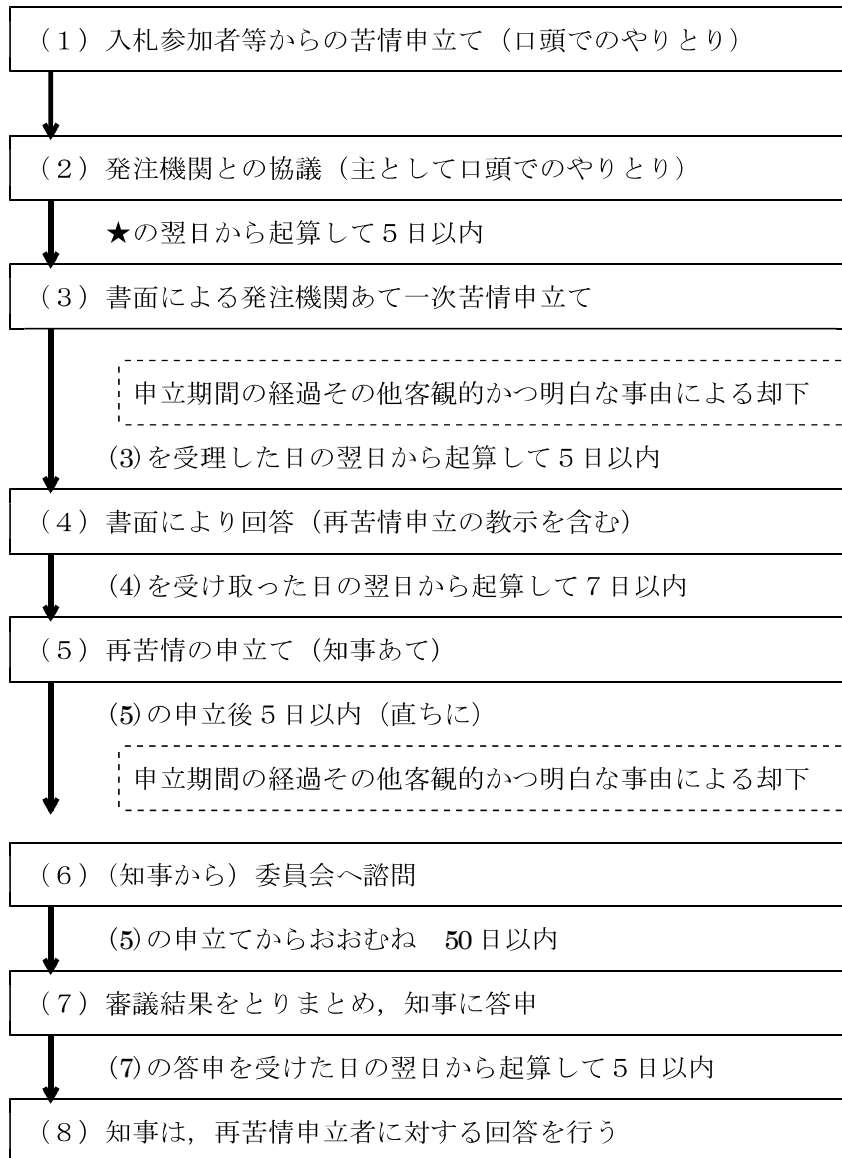 （１）入札参加者等からの苦情申立て（口頭でのやりとり）
（２）発注機関との協議（主として口頭でのやりとり）
★の翌日から起算して５日以内
（３）書面による発注機関あて一次苦情申立て
申立期間の経過その他客観的かつ明白な事由による却下
(3)を受理した日の翌日から起算して５日以内
（４）書面により回答（再苦情申立の教示を含む）
(4)を受け取った日の翌日から起算して７日以内
（５）再苦情の申立て（知事あて）
(5)の申立後５日以内（直ちに）
申立期間の経過その他客観的かつ明白な事由による却下
（６）（知事から）委員会へ諮問
(5)の申立てからおおむね　50日以内
（７）審議結果をとりまとめ，知事に答申
(7)の答申を受けた日の翌日から起算して５日以内
（８）知事は，再苦情申立者に対する回答を行う